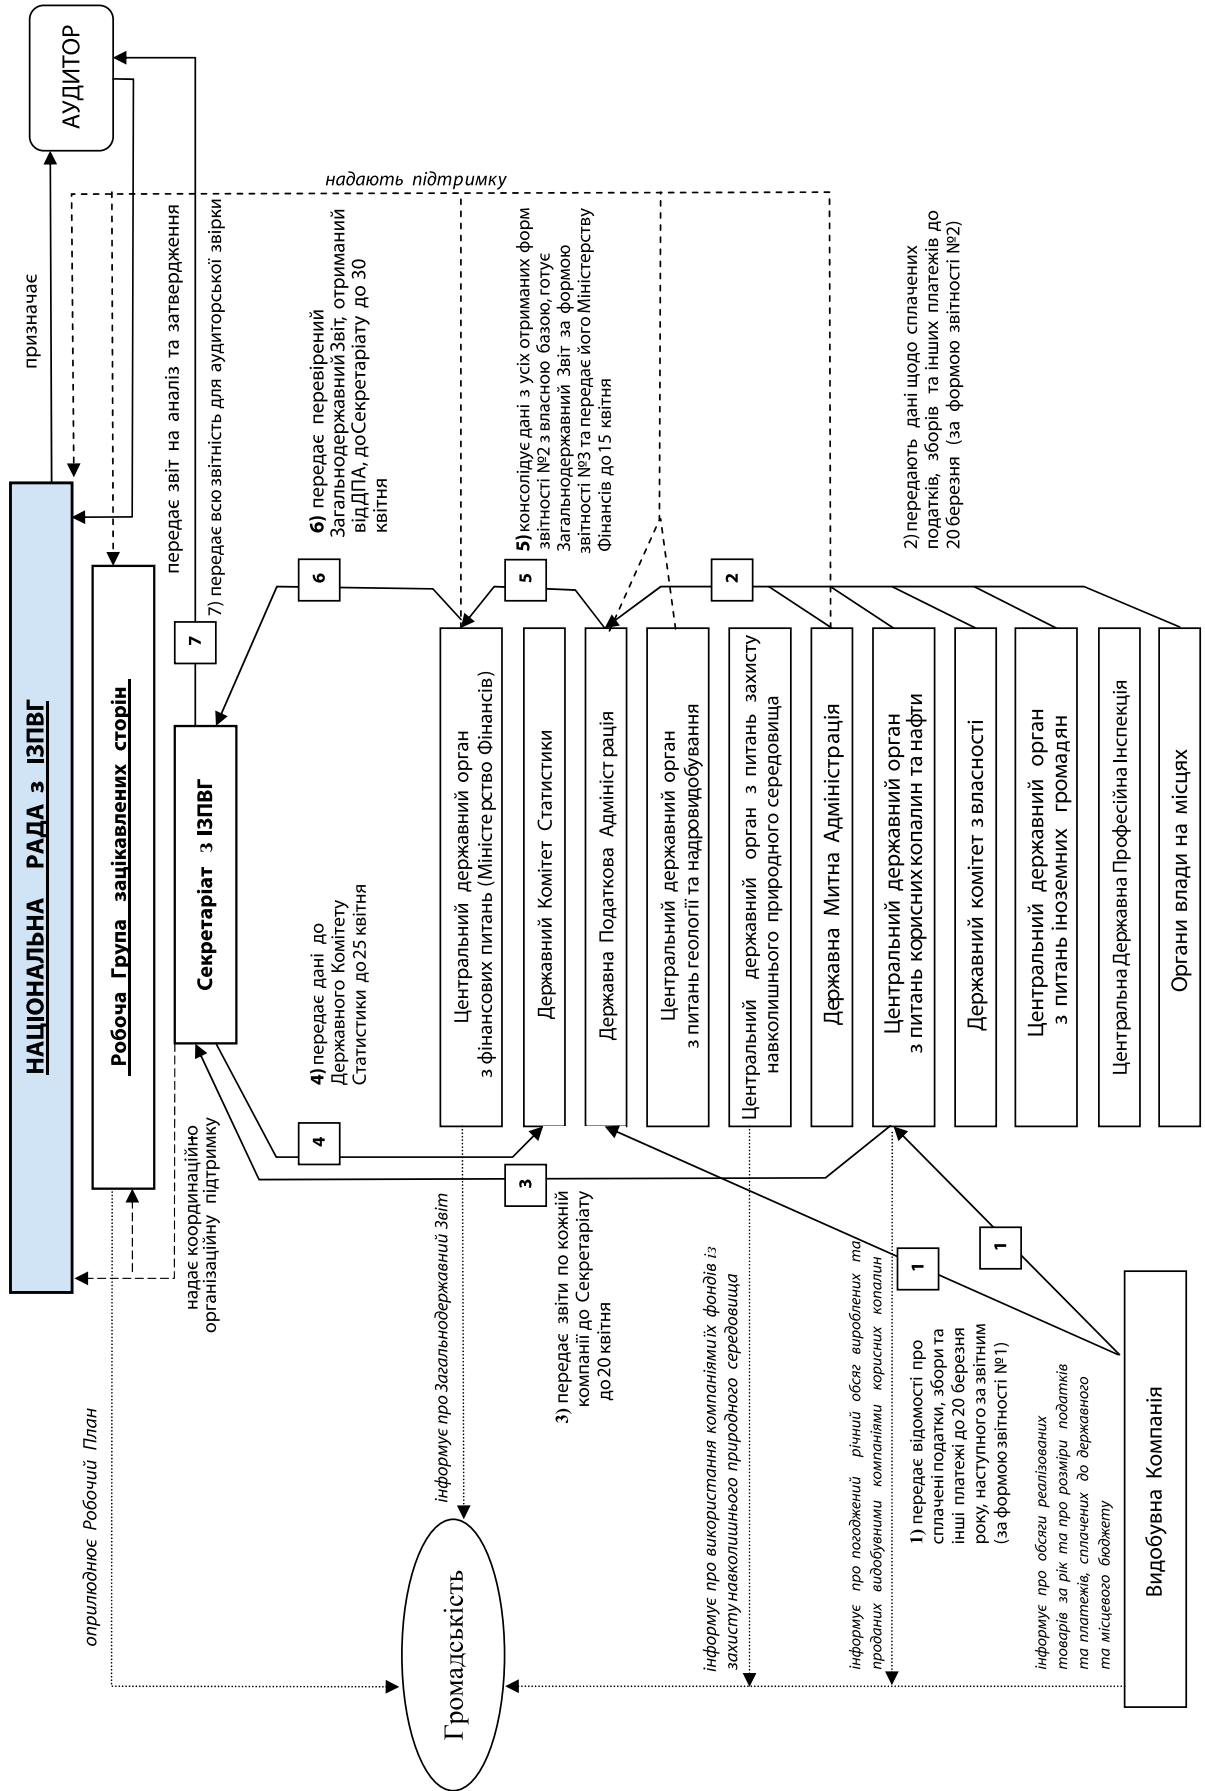 НАЦІОНАЛЬНА РАДА з ІЗПВГ
призначає
АУДИТОР
Робоча Група зацікавлених сторін
Секретаріат з ІЗПВГ
передає звіт на аналіз та затвердження
7) передає всю звітність для аудиторської звірки
7
надають підтримку
надає координаційно
організаційну підтримку
оприлюднює Робочий План
4) передає дані до
Державного Комітету
Статистики до 25 квітня
4
6
6) передає перевірений
Загальнодержавний Звіт, отриманий
від ДПА, до Секретаріату до 30
квітня
Громадськість
інформує про Загальнодержавний Звіт
Центральний державний орган
з фінансових питань (Міністерство Фінансів)
Державний Комітет Статистики
Державна Податкова Адміністрація
Центральний державний орган
з питань геології та надровидобування
Центральний державний орган з питань захисту
навколишнього природного середовища
Державна Митна Адміністрація
Центральний державний орган
з питань корисних копалин та нафти
Державний комітет з власності
Центральний державний орган
з питань іноземних громадян
Центральна Державна Професійна Інспекція
Органи влади на місцях
5
5) консолідує дані з усіх отриманих форм
звітності №2 з власною базою, готує
Загальнодержавний Звіт за формою
звітності №3 та передає його Міністерству
Фінансів до 15 квітня
3
3) передає звіти по кожній
компанії до Секретаріату
до 20 квітня
2
2) передають дані щодо сплачених
податків, зборів та інших платежів до
20 березня (за формою звітності №2)
інформує про використання компаніями їх фондів із
захисту навколишнього природного середовища
інформує про погоджений річний обсяг вироблених та
проданих видобувними компаніями корисних копалин
1
1
1) передає відомості про
сплачені податки, збори та
інші платежі до 20 березня
року, наступного за звітним
(за формою звітності №1)
інформує про обсяги реалізованих
товарів за рік та про розміри податків
та платежів, сплачених до державного
та місцевого бюджету
Видобувна Компанія